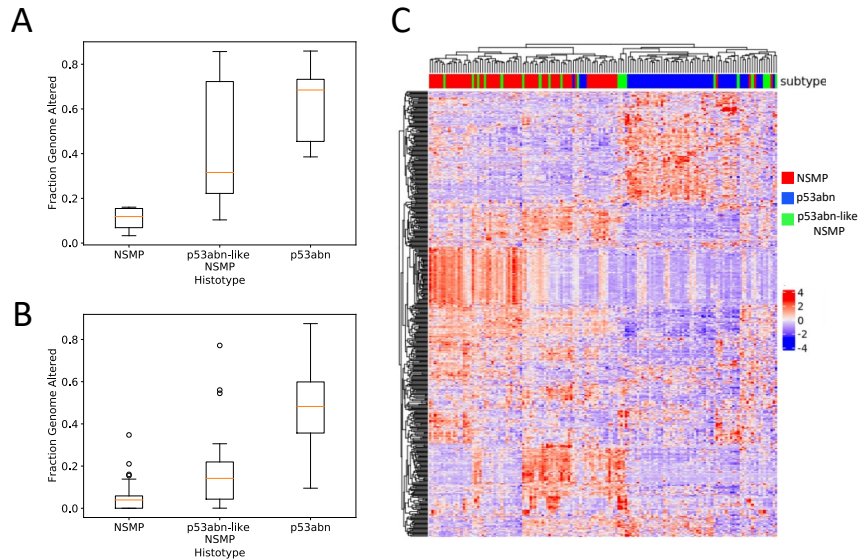 A
Fraction Genome Altered
0.8
0.6
0.4
0.2
0.0
NSMP
p53abn-like
NSMP
p53abn
Histotype
B
Fraction Genome Altered
0.8
0.6
0.4
0.2
0.0
NSMP
p53abn-like
NSMP
p53abn
Histotype
C
subtype
NSMP
p53abn
p53abn-like
NSMP
4
2
0
-2
-4